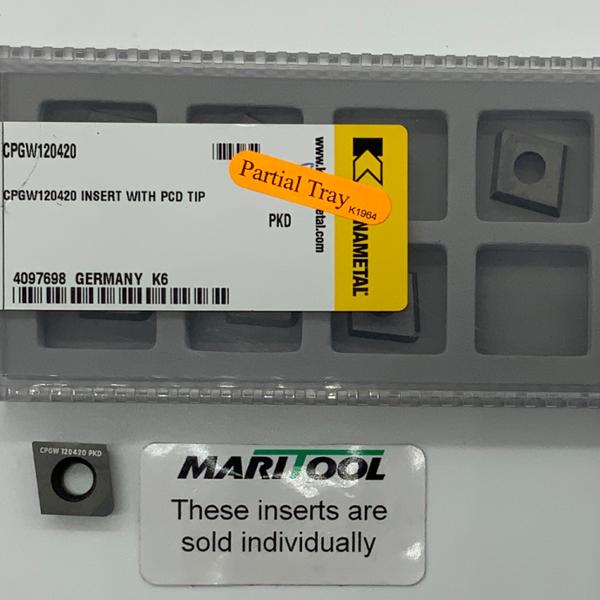 CPGW120420
CPGW120420 INSERT WITH PCD TIP
PKD
4097698 GERMANY K6
Partial Tray
K1964
NAMETAL
CPGW 120420 PKD
MARITOOL
These inserts are
sold individually